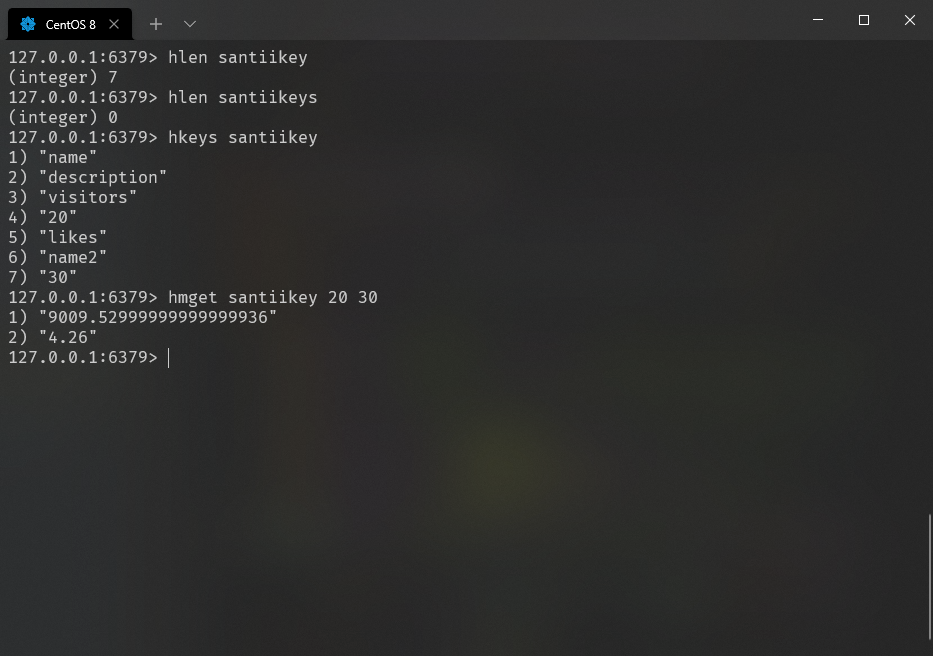 CentOS 8
127.0.0.1:6379> hlen santiikey
(integer) 7
127.0.0.1:6379> hlen santiikeys
(integer) 0
127.0.0.1:6379> hkeys santiikey
1) "name"
2) "description"
3) "visitors"
4) "20"
5) "likes"
6) "name2"
7) "30"
127.0.0.1:6379> hmget santiikey 20 30
1) "9009.52999999999999936"
2) "4.26"
127.0.0.1:6379>